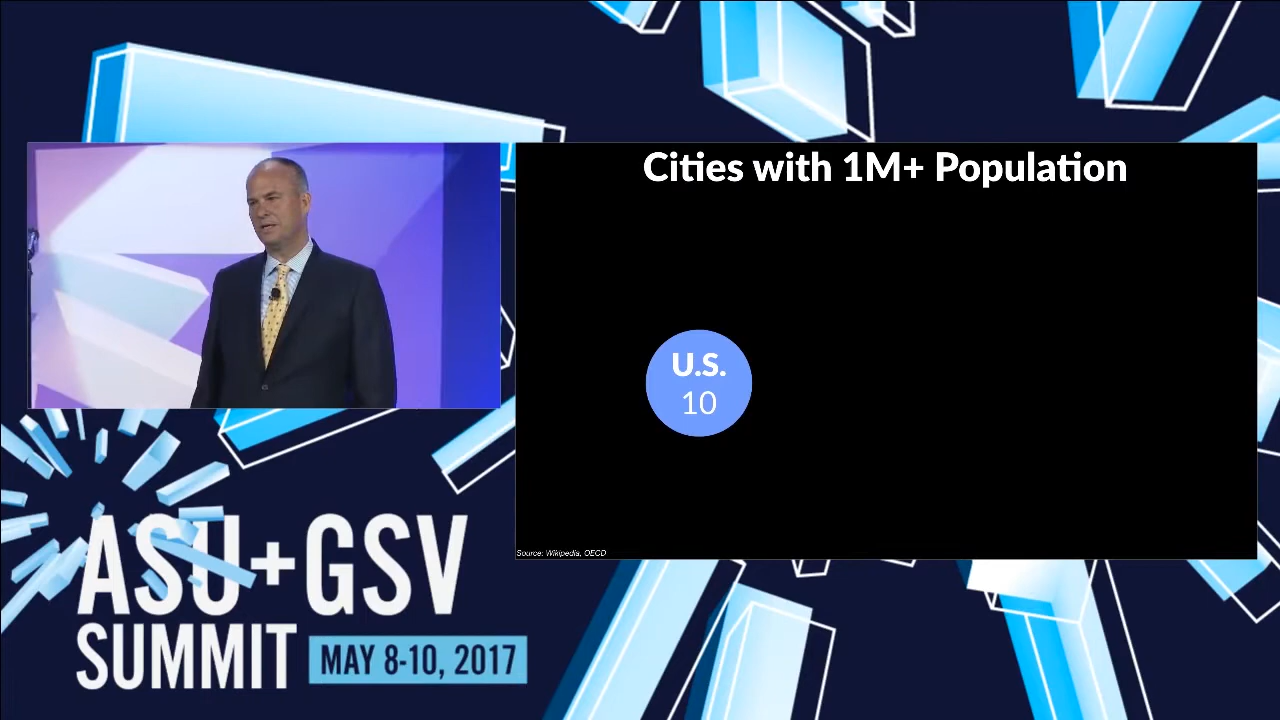 Cities with 1M+ Population
U.S.
10
Source: Wikipedia, OECD
ASU+GSV
SUMMIT
MAY 8-10, 2017